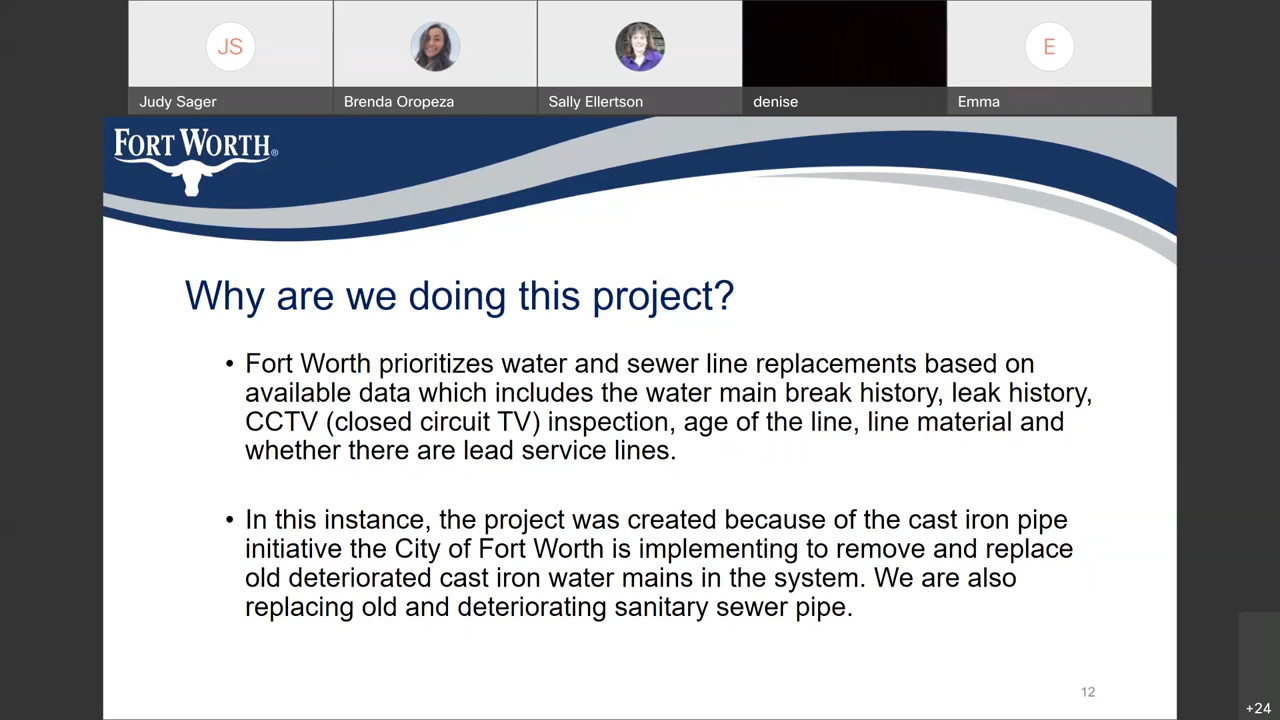 JS
E
Judy Sager
Brenda Oropeza
Sally Ellertson
denise
Emma
FORT WORTH®
Why are we doing this project?
• Fort Worth prioritizes water and sewer line replacements based on
available data which includes the water main break history, leak history,
CCTV (closed circuit TV) inspection, age of the line, line material and
whether there are lead service lines.
• In this instance, the project was created because of the cast iron pipe
initiative the City of Fort Worth is implementing to remove and replace
old deteriorated cast iron water mains in the system. We are also
replacing old and deteriorating sanitary sewer pipe.
12
+24